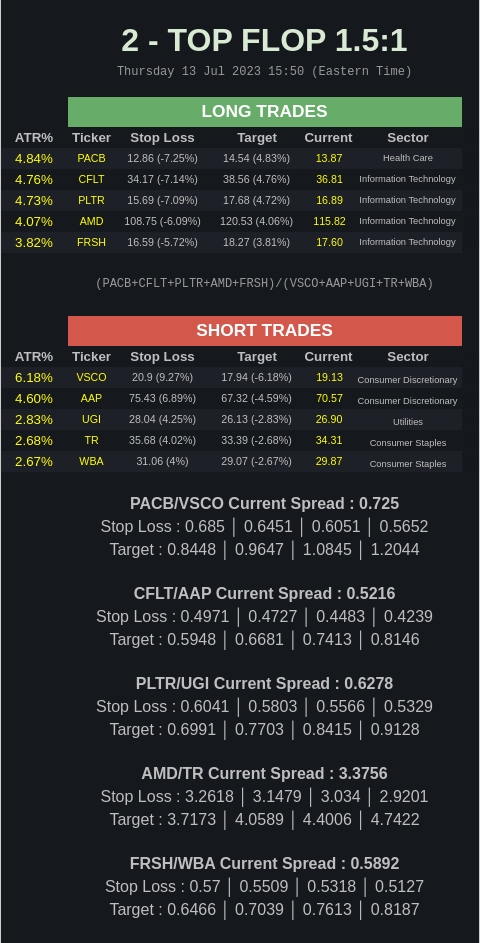 2 - TOP FLOP 1.5:1
Thursday 13 Jul 2023 15:50 (Eastern Time)
LONG TRADES
ATR% Ticker Stop Loss Target Current Sector
4.84% PACB 12.86 (-7.25%) 14.54 (4.83%) 13.87 Health Care
4.76% CFLT 34.17 (-7.14%) 38.56 (4.76%) 36.81 Information Technology
4.73% PLTR 15.69 (-7.09%) 17.68 (4.72%) 16.89 Information Technology
4.07% AMD 108.75 (-6.09%) 120.53 (4.06%) 115.82 Information Technology
3.82% FRSH 16.59 (-5.72%) 18.27 (3.81%) 17.60 Information Technology
(PACB+CFLT+PLTR+AMD+FRSH)/(VSCO+AAP+UGI+TR+WBA)
SHORT TRADES
ATR% Ticker Stop Loss Target Current Sector
6.18% VSCO 20.9 (9.27%) 17.94 (-6.18%) 19.13 Consumer Discretionary
4.60% AAP 75.43 (6.89%) 67.32 (-4.59%) 70.57 Consumer Discretionary
2.83% UGI 28.04 (4.25%) 26.13 (-2.83%) 26.90 Utilities
2.68% TR 35.68 (4.02%) 33.39 (-2.68%) 34.31 Consumer Staples
2.67% WBA 31.06 (4%) 29.07 (-2.67%) 29.87 Consumer Staples
PACB/VSCO Current Spread : 0.725
Stop Loss : 0.685 │ 0.6451 │ 0.6051 │ 0.5652
Target : 0.8448 │ 0.9647 │ 1.0845 │ 1.2044
CFLT/AAP Current Spread : 0.5216
Stop Loss : 0.4971 │ 0.4727 │ 0.4483 │ 0.4239
Target : 0.5948 │ 0.6681 │ 0.7413 │ 0.8146
PLTR/UGI Current Spread : 0.6278
Stop Loss : 0.6041 │ 0.5803 │ 0.5566 │ 0.5329
Target : 0.6991 │ 0.7703 │ 0.8415 │ 0.9128
AMD/TR Current Spread : 3.3756
Stop Loss : 3.2618 │ 3.1479 │ 3.034 │ 2.9201
Target : 3.7173 │ 4.0589 │ 4.4006 │ 4.7422
FRSH/WBA Current Spread : 0.5892
Stop Loss : 0.57 │ 0.5509 │ 0.5318 │ 0.5127
Target : 0.6466 │ 0.7039 │ 0.7613 │ 0.8187